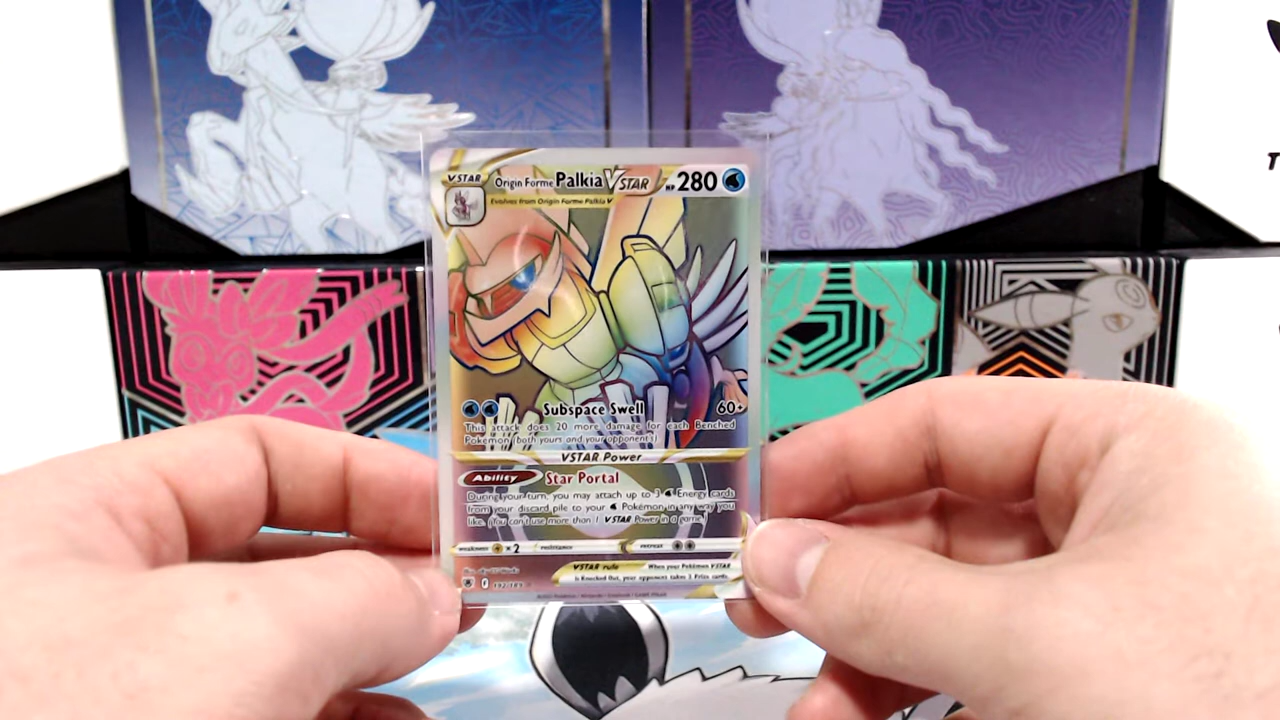 VSTAR Origin Forme Palkia VSTAR HP 280
Evolves from Origin Forme Palkia V
Subspace Swell 60+
This attack does 20 more damage for each Benched
Pokémon (both yours and your opponent's).
VSTAR Power
Ability Star Portal
During your turn, you may attach up to 3 Energy cards
from your discard pile to your Pokémon in any way you
like. (You can't use more than 1 VSTAR Power in a game.)
weakness ×2 resistance retreat
VSTAR rule When your Pokémon VSTAR
is Knocked Out, your opponent takes 2 Prize cards.
192/189
T